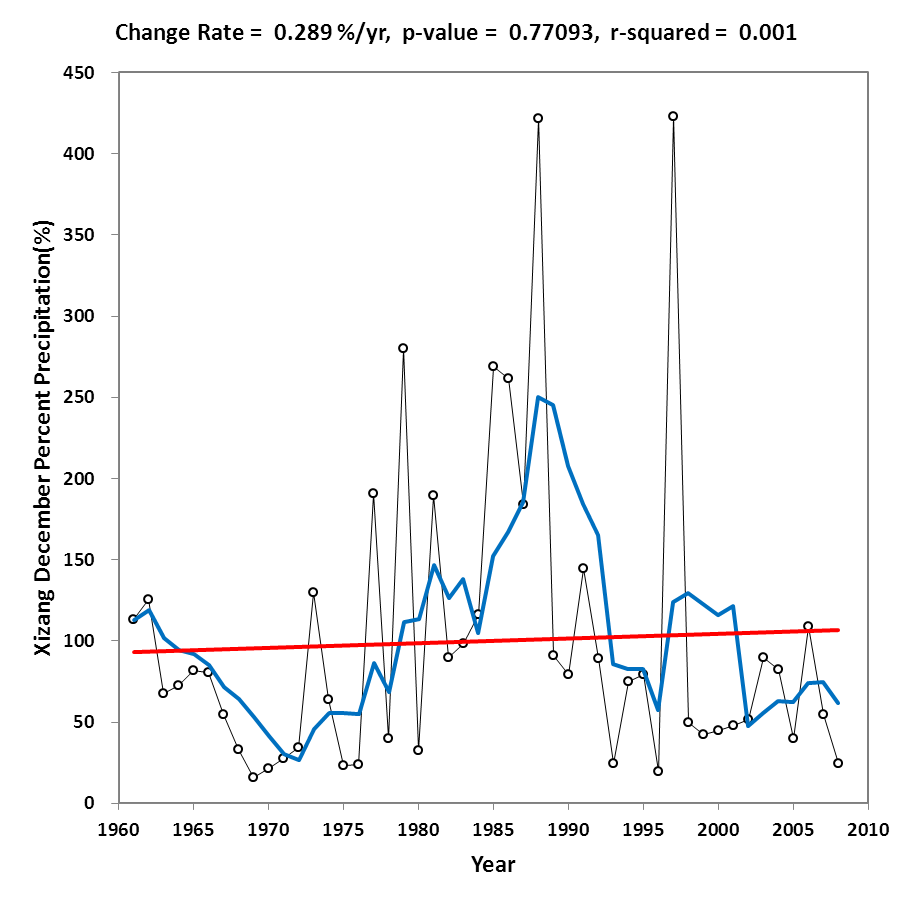 Change Rate = 0.289 %/yr, p-value = 0.77093, r-squared = 0.001
450
400
350
300
250
200
150
100
50
0
Xizang December Percent Precipitation(%)
1960 1965 1970 1975 1980 1985 1990 1995 2000 2005 2010
Year